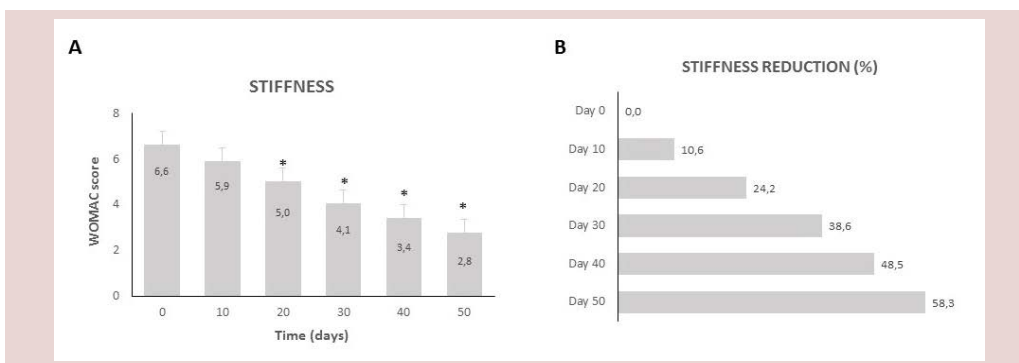 A
STIFFNESS
8
6
4
2
0
WOMAC score
6,6
5,9
5,0
4,1
3,4
2,8
*
*
*
*
0 10 20 30 40 50
Time (days)
B
STIFFNESS REDUCTION (%)
Day 0 0,0
Day 10 10,6
Day 20 24,2
Day 30 38,6
Day 40 48,5
Day 50 58,3